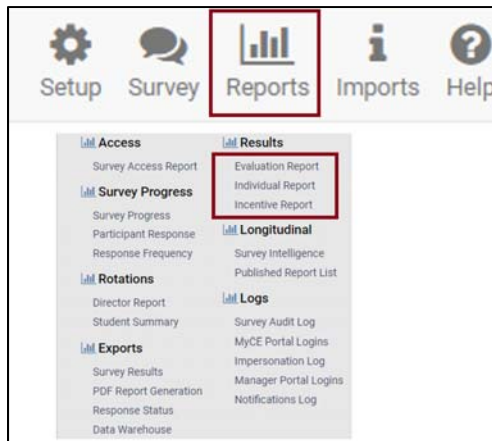 Setup Survey Reports Imports Help
Access
Survey Access Report
Survey Progress
Survey Progress
Participant Response
Response Frequency
Rotations
Director Report
Student Summary
Exports
Survey Results
PDF Report Generation
Response Status
Data Warehouse
Results
Evaluation Report
Individual Report
Incentive Report
Longitudinal
Survey Intelligence
Published Report List
Logs
Survey Audit Log
MyCE Portal Logins
Impersonation Log
Manager Portal Logins
Notifications Log